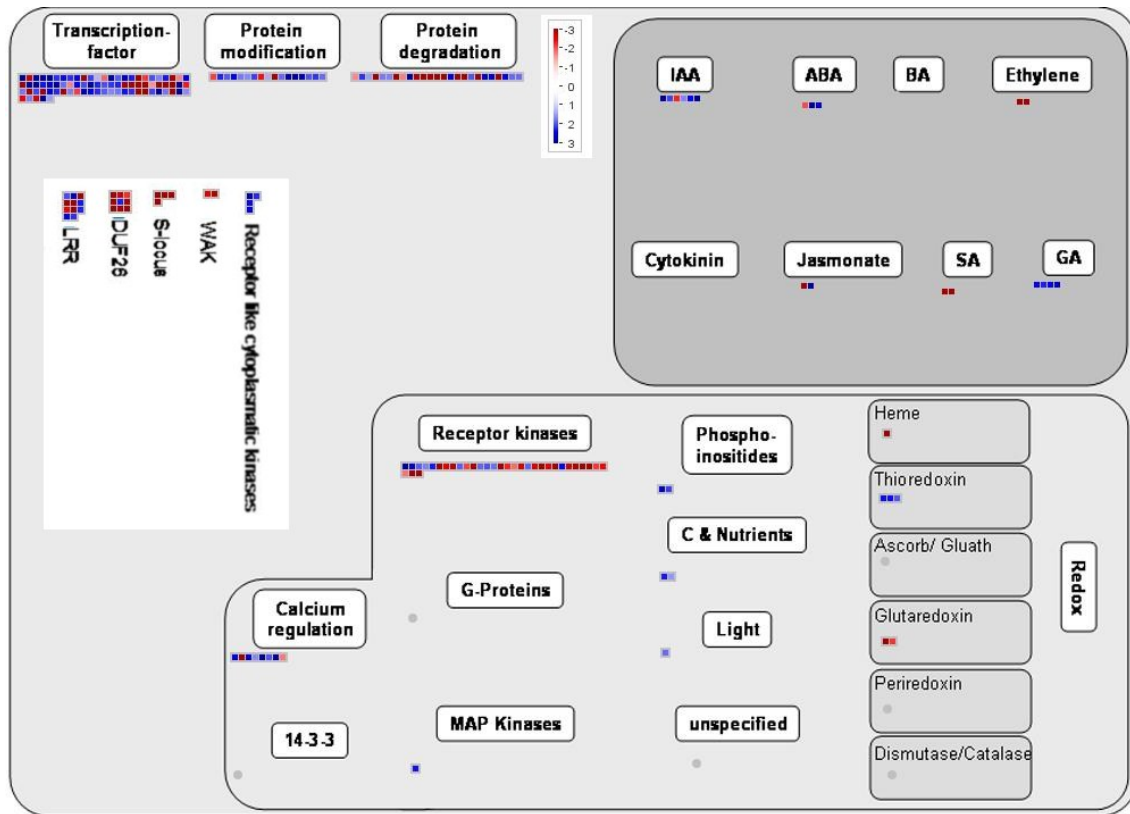 Transcription-
factor
Protein
modification
Protein
degradation
-3
-2
-1
0
1
2
3
IAA
ABA
BA
Ethylene
Cytokinin
Jasmonate
SA
GA
LRR
DUF26
S-locus
WAK
Receptor like cytoplasmatic kinases
Receptor kinases
Phospho-
inositides
C & Nutrients
G-Proteins
Light
MAP Kinases
unspecified
Calcium
regulation
14-3-3
Heme
Thioredoxin
Ascorb/ Gluath
Glutaredoxin
Periredoxin
Dismutase/Catalase
Redox